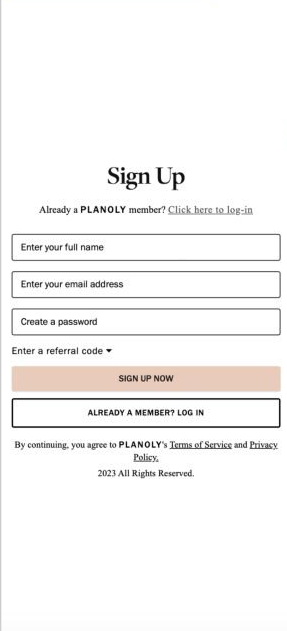 Sign Up
Already a PLANOLY member? Click here to log-in
Enter your full name
Enter your email address
Create a password
Enter a referral code
SIGN UP NOW
ALREADY A MEMBER? LOG IN
By continuing, you agree to PLANOLY's Terms of Service and Privacy
Policy.
2023 All Rights Reserved.